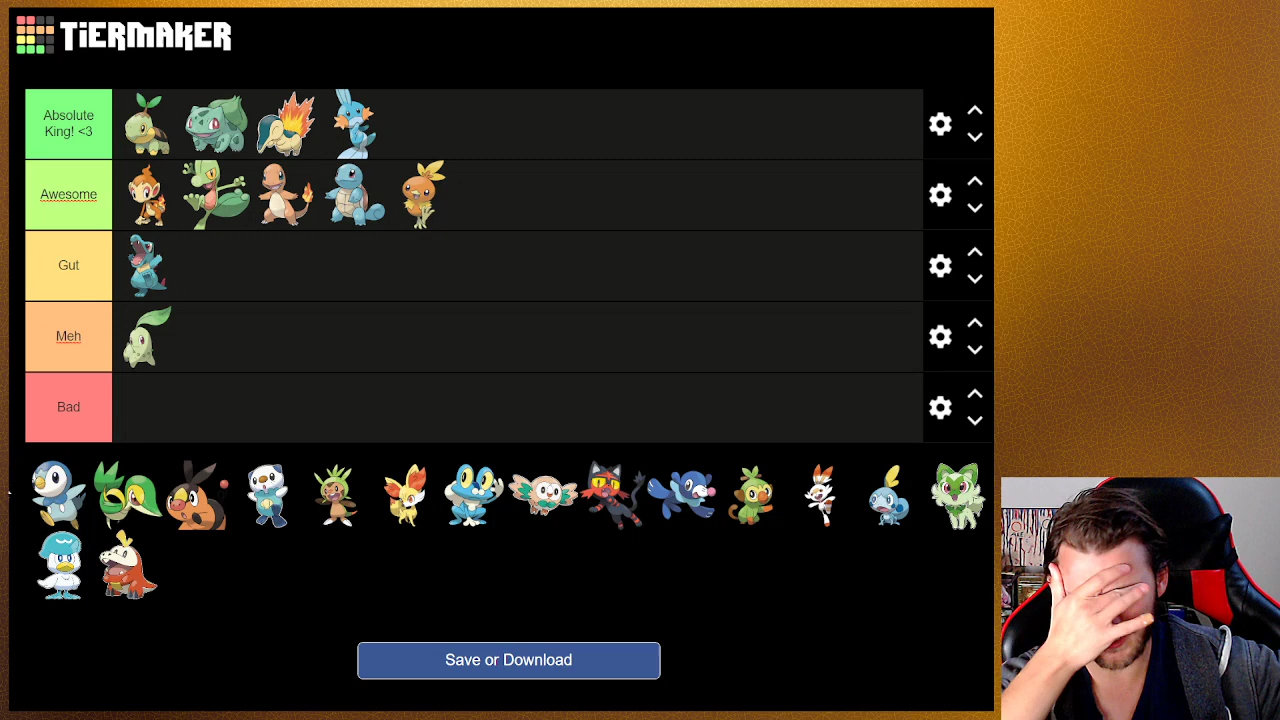 TiERMAKER
Absolute
King! <3
Awesome
Gut
Meh
Bad
Save or Download